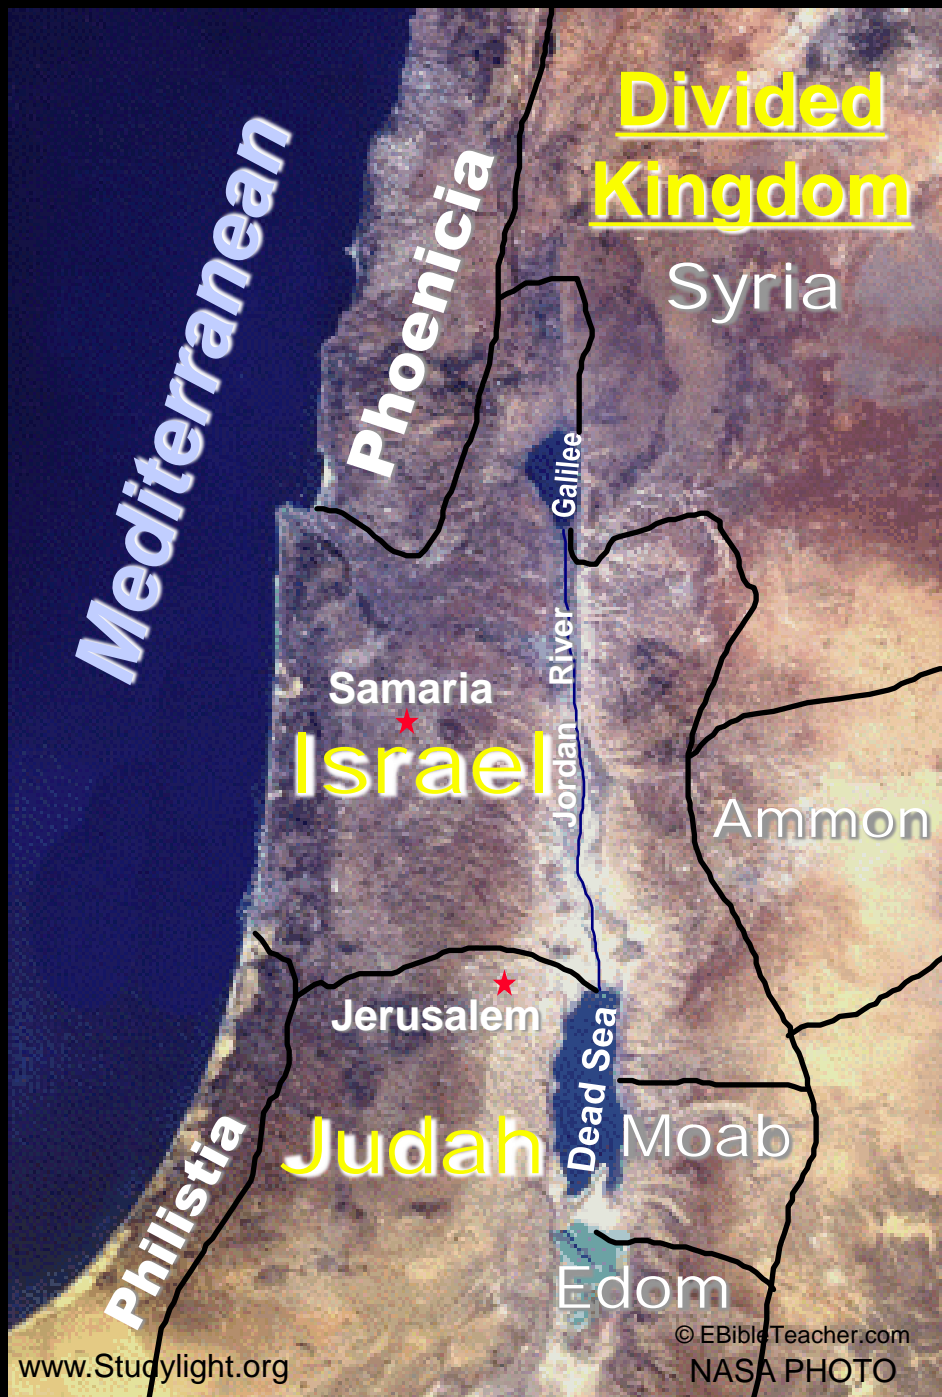 Divided
Kingdom
Mediterranean
Phoenicia
Syria
Galilee
Jordan River
Samaria
Israel
Ammon
Jerusalem
Dead Sea
Judah
Moab
Philistia
Edom
© EBibleTeacher.com
www.Studylight.org
NASA PHOTO